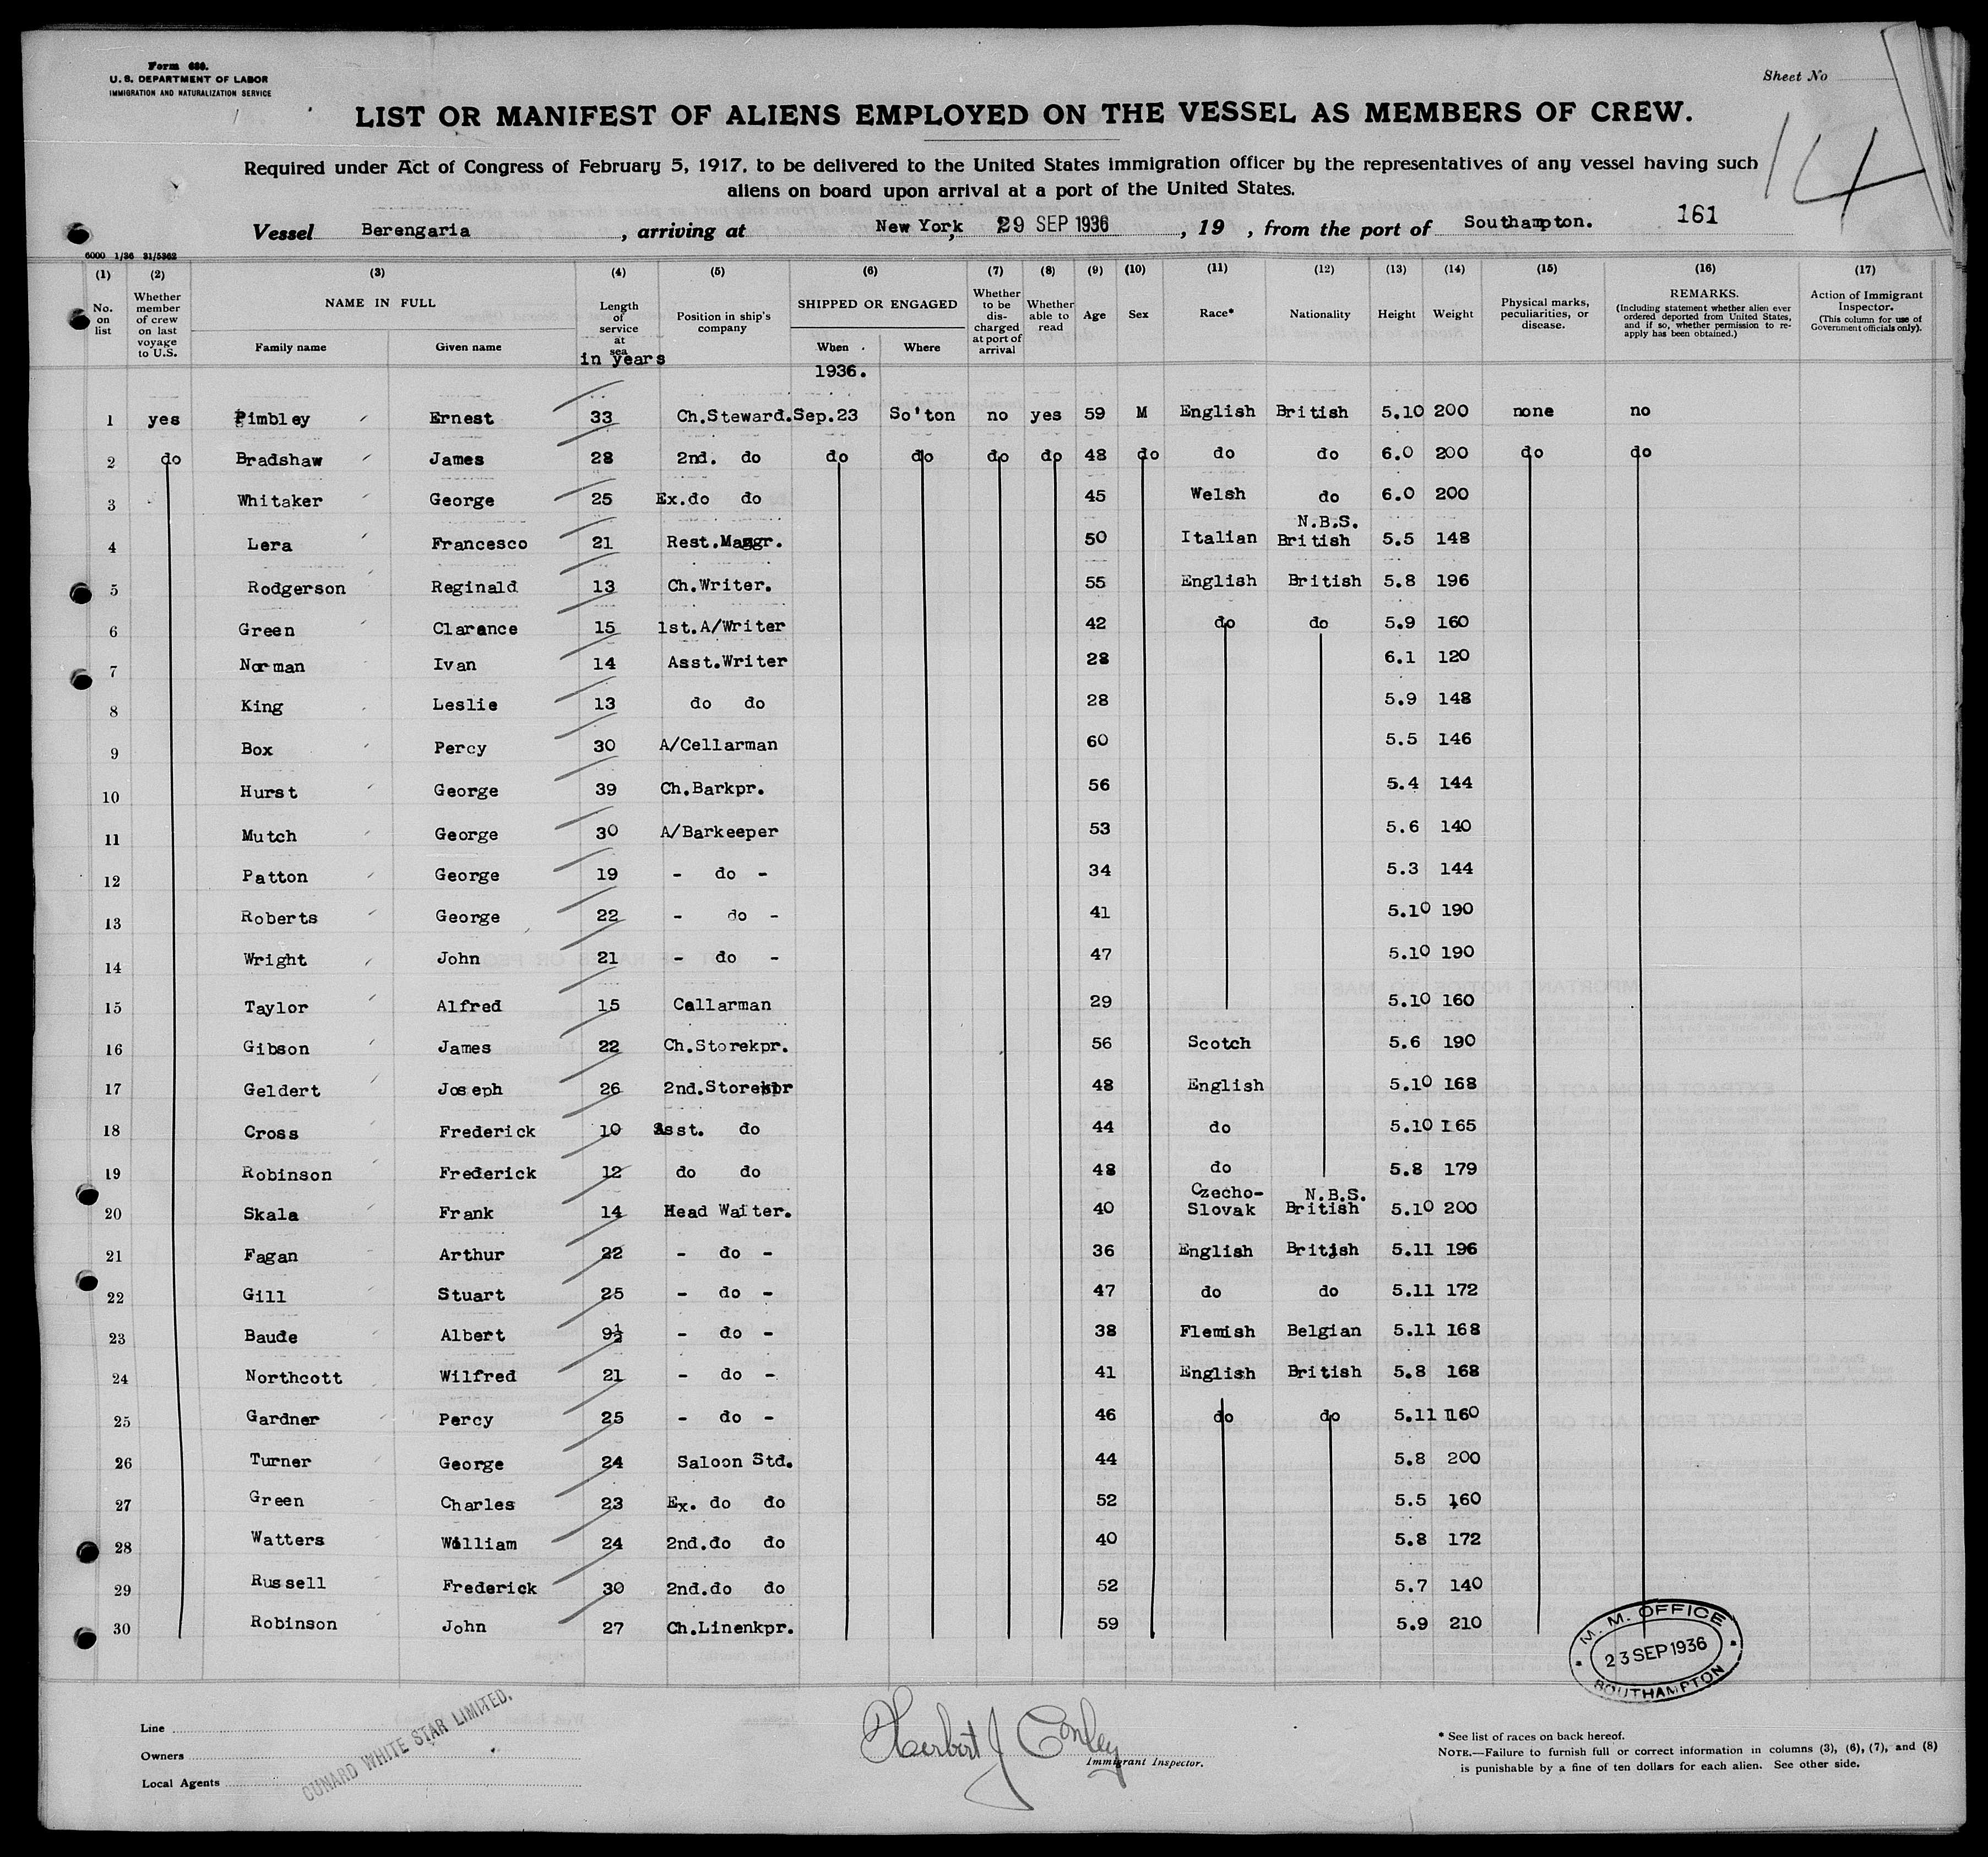 Form 680.
U. S. DEPARTMENT OF LABOR
IMMIGRATION AND NATURALIZATION SERVICE
Sheet No
14
LIST OR MANIFEST OF ALIENS EMPLOYED ON THE VESSEL AS MEMBERS OF CREW.
Required under Act of Congress of February 5, 1917, to be delivered to the United States immigration officer by the representatives of any vessel having such
aliens on board upon arrival at a port of the United States.
Vessel Berengaria, arriving at New York, 29 SEP 1936, 19 , from the port of Southampton. 161
6000 1/36 31/5362
(1) (2) (3) (4) (5) (6) (7) (8) (9) (10) (11) (12) (13) (14) (15) (16) (17)
No. on list
Whether member of crew on last voyage to U.S.
NAME IN FULL
Family name Given name
Length of service at sea
in years
Position in ship's company
SHIPPED OR ENGAGED
When Where
1936.
Whether to be discharged at port of arrival
Whether able to read
Age
Sex
Race*
Nationality
Height
Weight
Physical marks, peculiarities, or disease.
REMARKS.
(Including statement whether alien ever ordered deported from United States, and if so, whether permission to reapply has been obtained.)
Action of Immigrant Inspector.
(This column for use of Government officials only).
1 yes Pimbley Ernest 33 Ch.Steward. Sep.23 So'ton no yes 59 M English British 5.10 200 none no
2 do Bradshaw James 28 2nd. do do do do do 48 do do do 6.0 200 do do
3 Whitaker George 25 Ex.do do 45 Welsh do 6.0 200
4 Lera Francesco 21 Rest.Mangr. 50 Italian N.B.S. British 5.5 148
5 Rodgerson Reginald 13 Ch.Writer. 55 English British 5.8 196
6 Green Clarance 15 1st.A/Writer 42 do do 5.9 160
7 Norman Ivan 14 Asst.Writer 28 6.1 120
8 King Leslie 13 do do 28 5.9 148
9 Box Percy 30 A/Cellarman 60 5.5 146
10 Hurst George 39 Ch.Barkpr. 56 5.4 144
11 Mutch George 30 A/Barkeeper 53 5.6 140
12 Patton George 19 - do - 34 5.3 144
13 Roberts George 22 - do - 41 5.10 190
14 Wright John 21 - do - 47 5.10 190
15 Taylor Alfred 15 Cellarman 29 5.10 160
16 Gibson James 22 Ch.Storekpr. 56 Scotch 5.6 190
17 Geldert Joseph 26 2nd.Storekpr 48 English 5.10 168
18 Cross Frederick 10 Asst. do 44 do 5.10 165
19 Robinson Frederick 12 do do 48 do 5.8 179
20 Skala Frank 14 Head Waiter. 40 Czecho-Slovak N.B.S. British 5.10 200
21 Fagan Arthur 22 - do - 36 English British 5.11 196
22 Gill Stuart 25 - do - 47 do do 5.11 172
23 Baude Albert 9½ - do - 38 Flemish Belgian 5.11 168
24 Northcott Wilfred 21 - do - 41 English British 5.8 168
25 Gardner Percy 25 - do - 46 do do 5.11 160
26 Turner George 24 Saloon Std. 44 5.8 200
27 Green Charles 23 Ex. do do 52 5.5 160
28 Watters William 24 2nd.do do 40 5.8 172
29 Russell Frederick 30 2nd.do do 52 5.7 140
30 Robinson John 27 Ch.Linenkpr. 59 5.9 210
M. M. OFFICE
23 SEP 1936
SOUTHAMPTON
Line
Owners
Local Agents
CUNARD WHITE STAR LIMITED.
Herbert J Conley
Immigrant Inspector.
* See list of races on back hereof.
NOTE.—Failure to furnish full or correct information in columns (3), (6), (7), and (8)
is punishable by a fine of ten dollars for each alien. See other side.